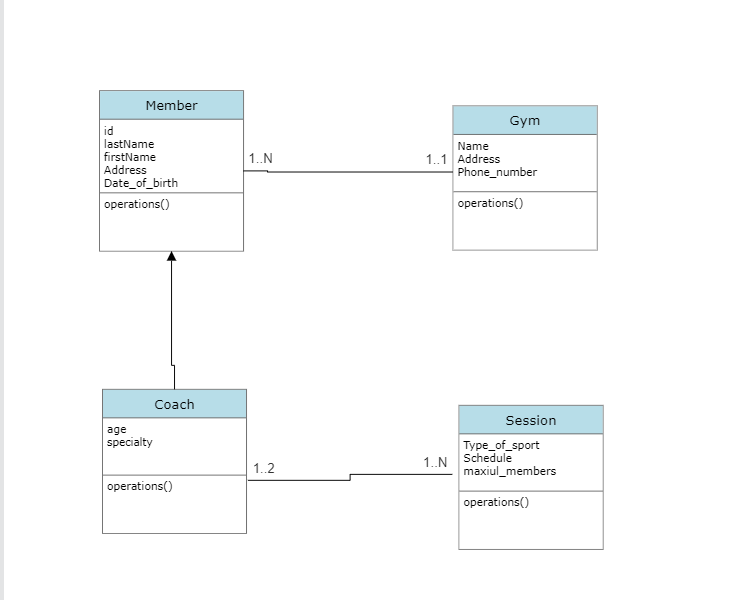 Member
id
lastName
firstName
Address
Date_of_birth
operations()
1..N
1..1
Gym
Name
Address
Phone_number
operations()
Coach
age
specialty
operations()
1..2
1..N
Session
Type_of_sport
Schedule
maxiul_members
operations()